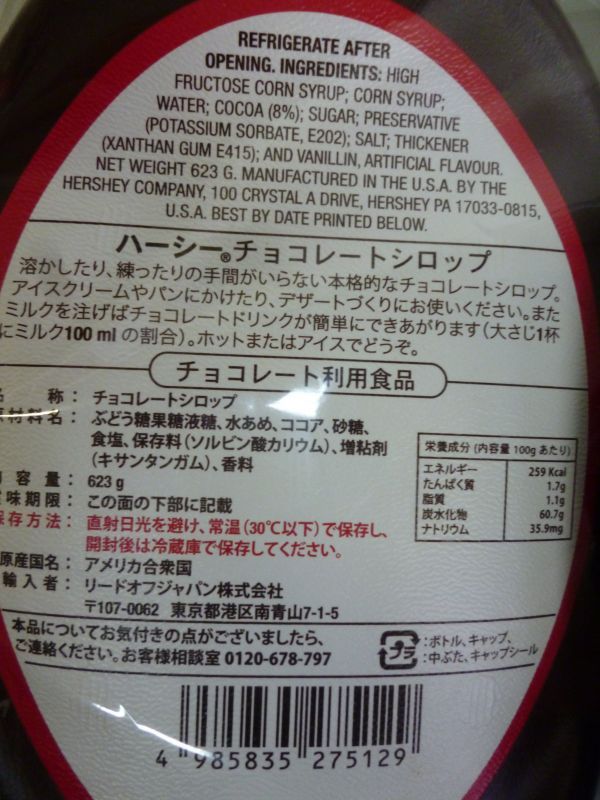 REFRIGERATE AFTER
OPENING. INGREDIENTS: HIGH
FRUCTOSE CORN SYRUP; CORN SYRUP;
WATER; COCOA (8%); SUGAR; PRESERVATIVE
(POTASSIUM SORBATE, E202); SALT; THICKENER
(XANTHAN GUM E415); AND VANILLIN, ARTIFICIAL FLAVOUR.
NET WEIGHT 623 G. MANUFACTURED IN THE U.S.A. BY THE
HERSHEY COMPANY, 100 CRYSTAL A DRIVE, HERSHEY PA 17033-0815,
U.S.A. BEST BY DATE PRINTED BELOW.
ハーシー®チョコレートシロップ
溶かしたり、練ったりの手間がいらない本格的なチョコレートシロップ。
アイスクリームやパンにかけたり、デザートづくりにお使いください。また
ミルクを注げばチョコレートドリンクが簡単にできあがります(大さじ1杯
にミルク100 ml の割合)。ホットまたはアイスでどうぞ。
チョコレート利用食品
称: チョコレートシロップ
材料名: ぶどう糖果糖液糖、水あめ、ココア、砂糖、
食塩、保存料(ソルビン酸カリウム)、増粘剤
(キサンタンガム)、香料
容量: 623 g
味期限: この面の下部に記載
保存方法: 直射日光を避け、常温(30℃以下)で保存し、
開封後は冷蔵庫で保存してください。
原産国名: アメリカ合衆国
輸入者: リードオフジャパン株式会社
〒107-0062 東京都港区南青山7-1-5
栄養成分(内容量 100g あたり)
エネルギー 259 Kcal
たんぱく質 1.7g
脂質 1.1g
炭水化物 60.7g
ナトリウム 35.9mg
本品についてお気付きの点がございましたら、
ご連絡ください。お客様相談室 0120-678-797
プラ :ボトル、キャップ、
:中ぶた、キャップシール
4 985835 275129